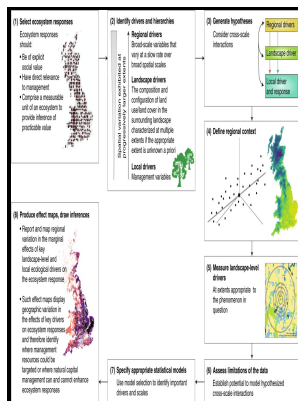 (1) Select ecosystem responses
Ecosystem responses
should:
• Be of explicit
social value
• Have direct relevance
to management
• Comprise a measurable
unit of an ecosystem to
provide inference of
practicable value
(2) Identify drivers and hierarchies
Spatial variation exhibited at
progressively larger extents
Regional drivers
Broad-scale variables that
vary at a slow rate over
broad spatial scales
Landscape drivers
The composition and
configuration of land
use/land cover in the
surrounding landscape
characterized at multiple
extents if the appropriate
extent is unknown a priori
Local drivers
Management variables
(3) Generate hypotheses
Consider cross-scale
interactions
Regional drivers
Landscape driver
Local driver
and response
(4) Define regional context
(5) Measure landscape-level
drivers
At extents appropriate to
the phenomenon in
question
(6) Assess limitations of the data
Establish potential to model hypothesized
cross-scale interactions
(7) Specify appropriate statistical models
Use model selection to identify important
drivers and scales
(8) Produce effect maps, draw inferences
• Report and map regional
variation in the marginal
effects of key
landscape-level and
local ecological drivers on
the ecosystem response
• Such effect maps display
geographic variation in
the effects of key drivers
on ecosystem responses
and therefore identify
where management
resources could
be targeted or where natural capital
management can and cannot enhance
ecosystem responses